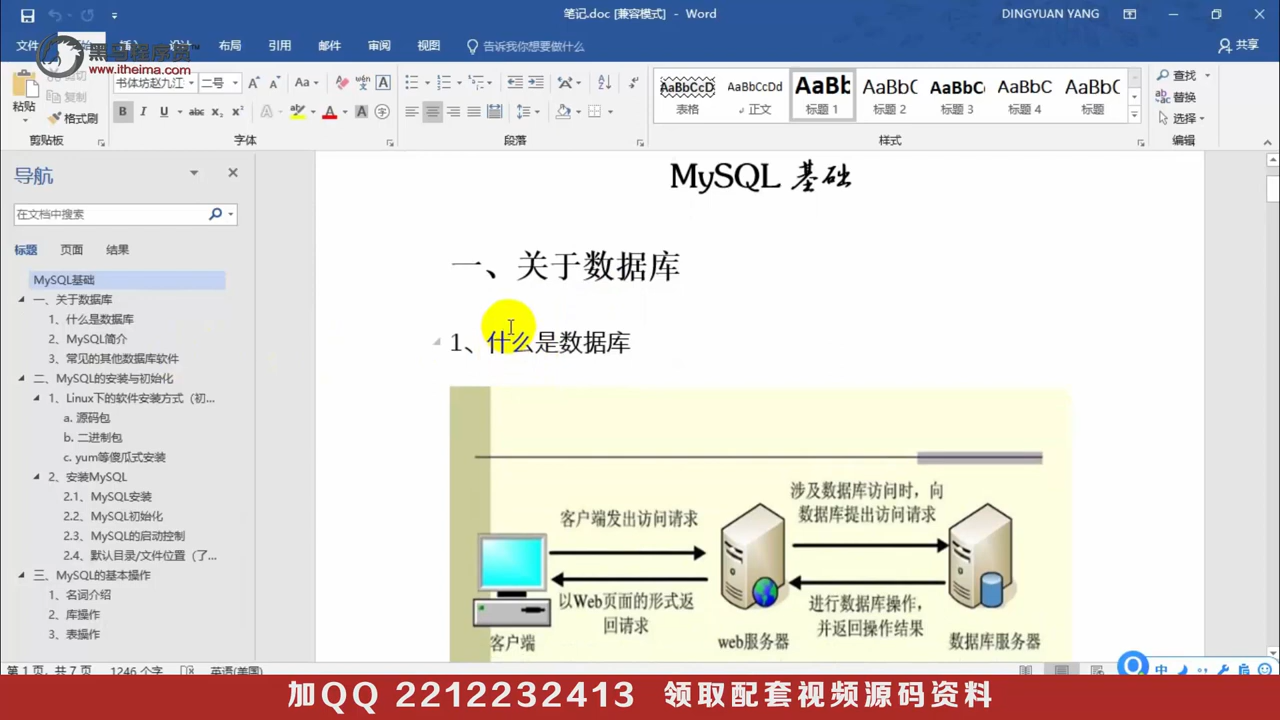 笔记.doc [兼容模式] - Word
DINGYUAN YANG
文件
布局
引用
邮件
审阅
视图
告诉我你想要做什么
共享
黑马程序员™
www.itheima.com
粘贴
剪切
复制
格式刷
剪贴板
书体坊赵九江
二号
字体
段落
AaBbCcD
表格
AaBbCcDd
正文
AaBb
标题 1
AaBbC
标题 2
AaBbC
标题 3
AaBbC
标题 4
AaBbC
标题
样式
查找
替换
选择
编辑
导航
在文档中搜索
标题
页面
结果
MySQL基础
一、关于数据库
1、什么是数据库
2、MySQL简介
3、常见的其他数据库软件
二、MySQL的安装与初始化
1、Linux下的软件安装方式（初...
a. 源码包
b. 二进制包
c. yum等傻瓜式安装
2、安装MySQL
2.1、MySQL安装
2.2、MySQL初始化
2.3、MySQL的启动控制
2.4、默认目录/文件位置（了...
三、MySQL的基本操作
1、名词介绍
2、库操作
3、表操作
MySQL 基础
一、关于数据库
1、什么是数据库
客户端发出访问请求
以Web页面的形式返
回请求
客户端
web服务器
涉及数据库访问时，向
数据库提出访问请求
进行数据库操作，
并返回操作结果
数据库服务器
第 1 页，共 7 页
1246 个字
英语(美国)
中
加QQ 2212232413 领取配套视频源码资料